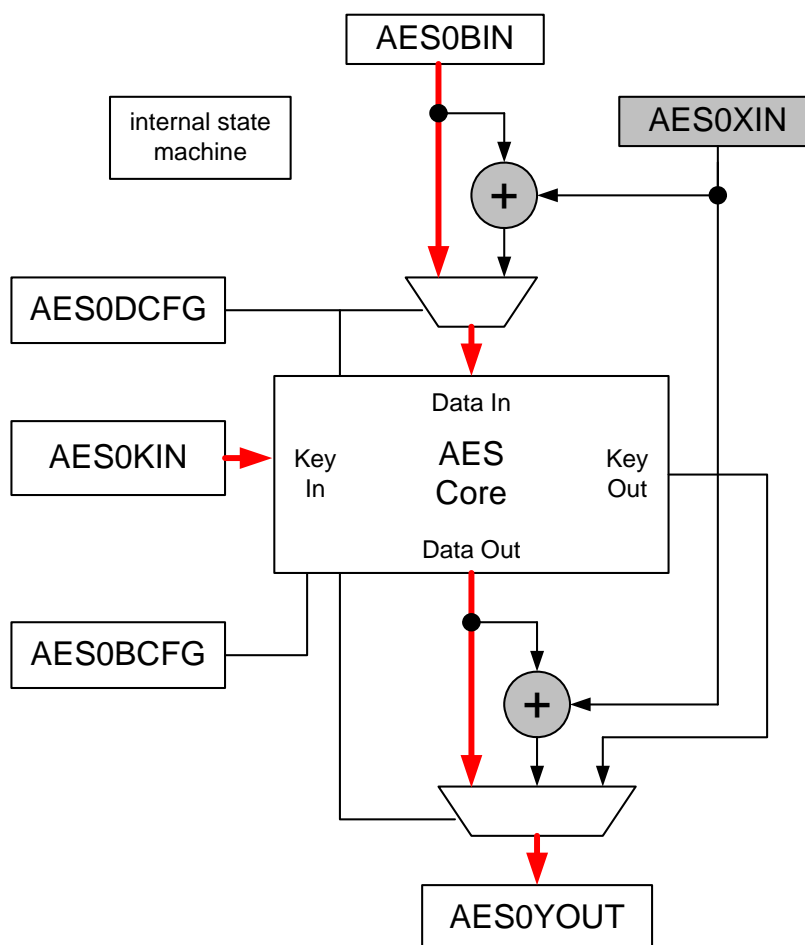 AES0BIN
internal state
machine
AES0XIN
+
AES0DCFG
Data In
AES0KIN
Key
In
AES
Core
Key
Out
Data Out
AES0BCFG
+
AES0YOUT